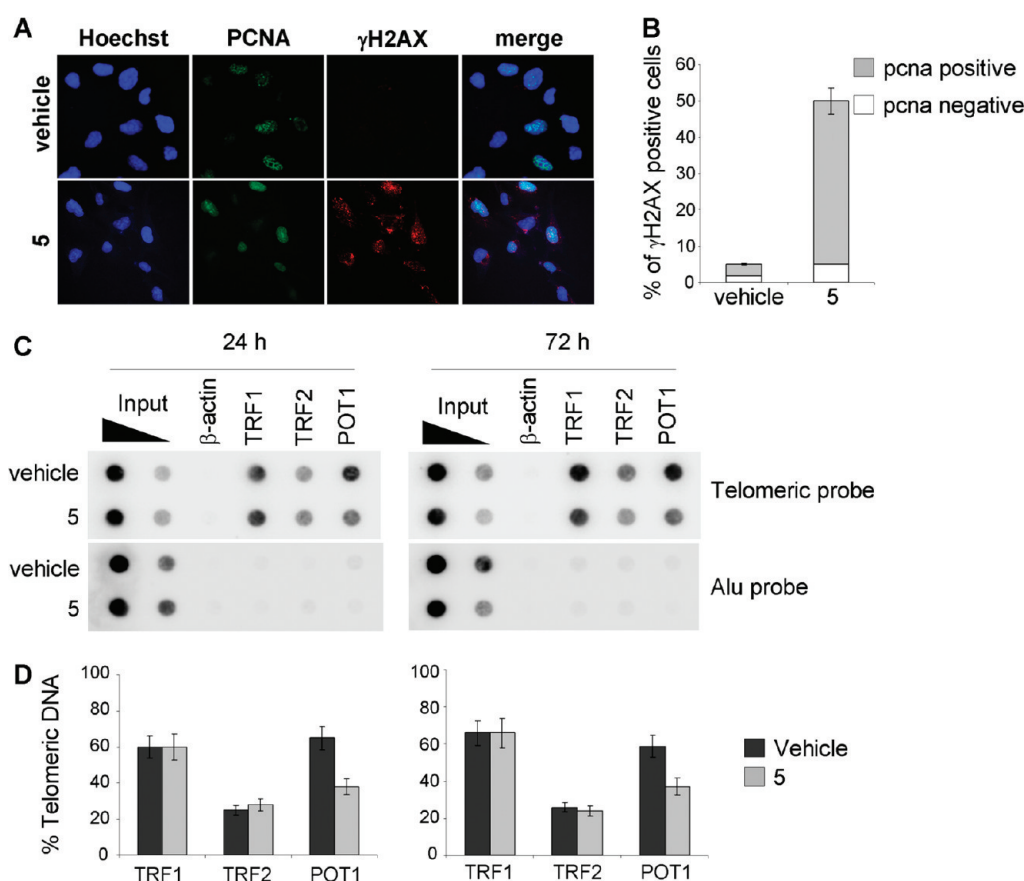 A
Hoechst PCNA γH2AX merge
vehicle
5
B
% of γH2AX positive cells
60
50
40
30
20
10
0
vehicle 5
pcna positive
pcna negative
C
24 h 72 h
Input β-actin TRF1 TRF2 POT1 Input β-actin TRF1 TRF2 POT1
vehicle
5
Telomeric probe
vehicle
5
Alu probe
D
% Telomeric DNA
100
80
60
40
20
0
TRF1 TRF2 POT1
100
80
60
40
20
0
TRF1 TRF2 POT1
Vehicle
5